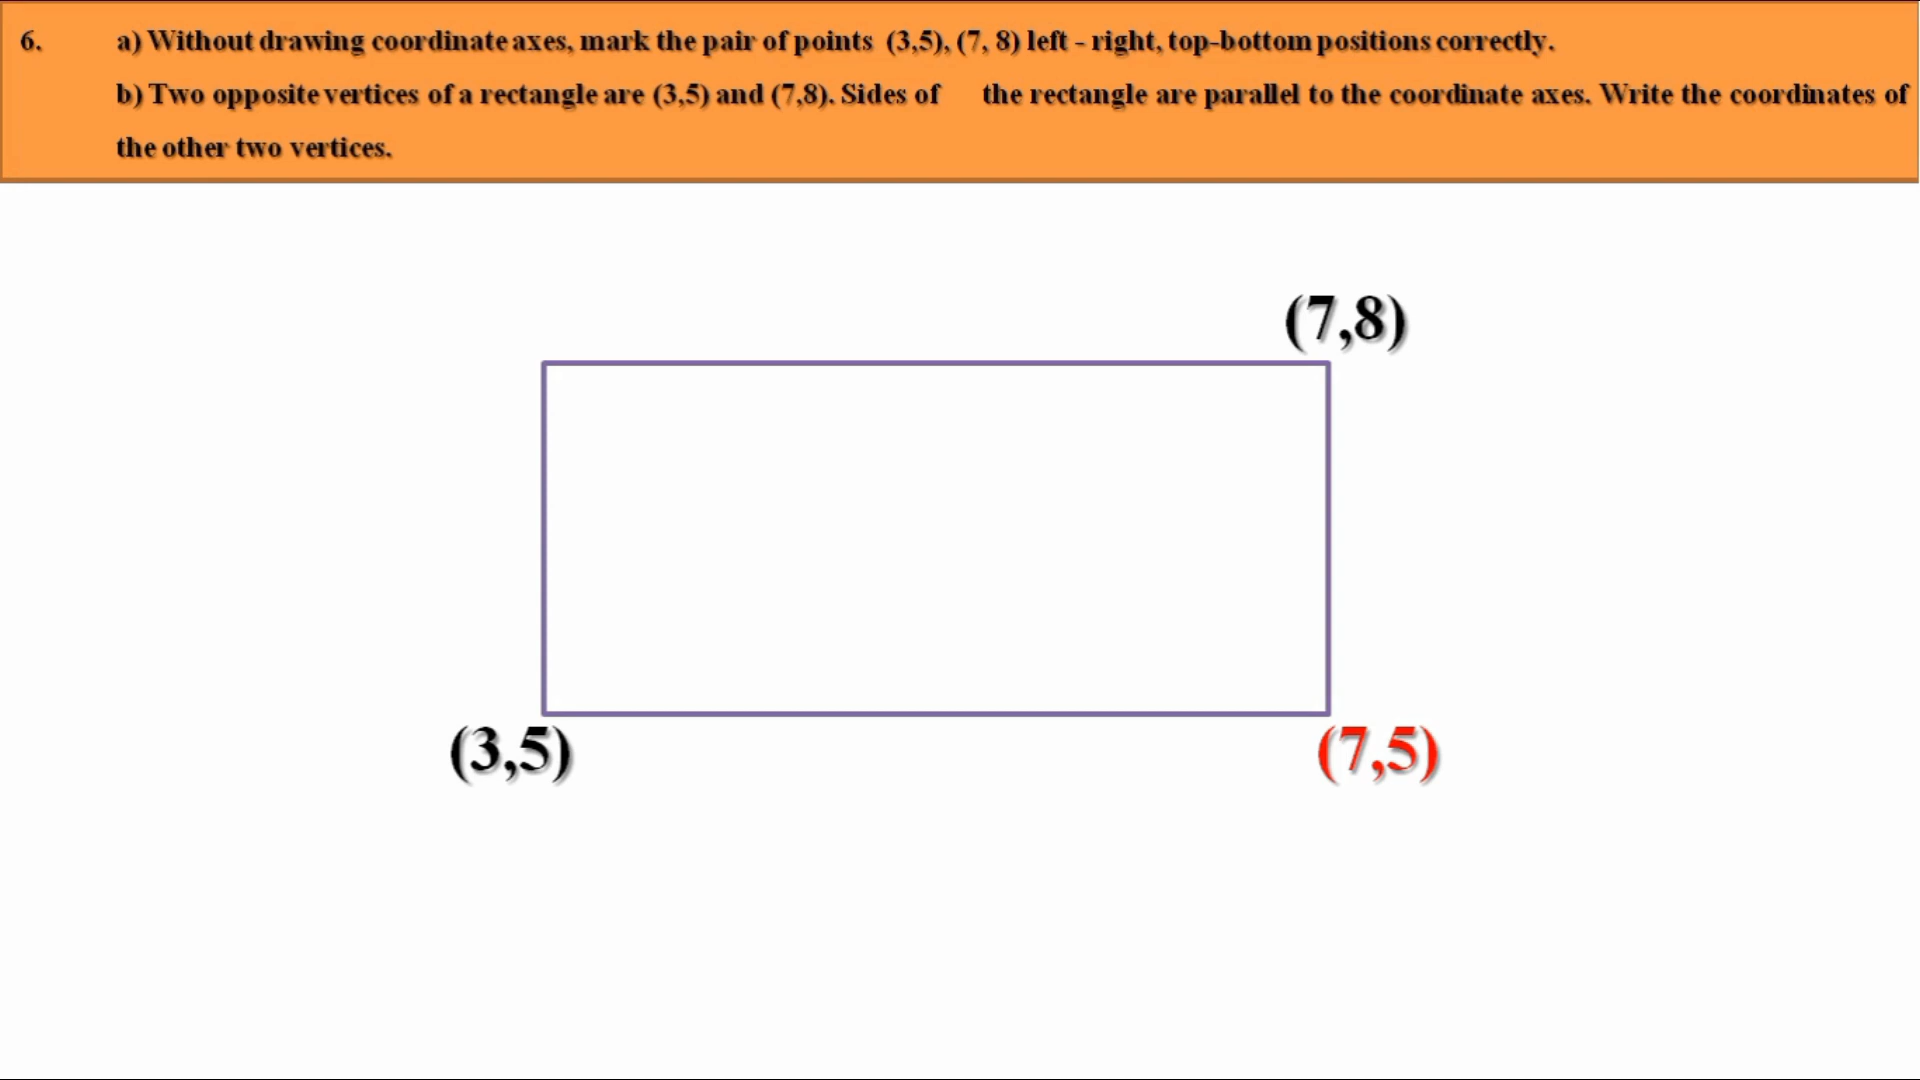 6. a) Without drawing coordinate axes, mark the pair of points (3,5), (7, 8) left - right, top-bottom positions correctly.
b) Two opposite vertices of a rectangle are (3,5) and (7,8). Sides of the rectangle are parallel to the coordinate axes. Write the coordinates of
the other two vertices.
(7,8)
(3,5)
(7,5)